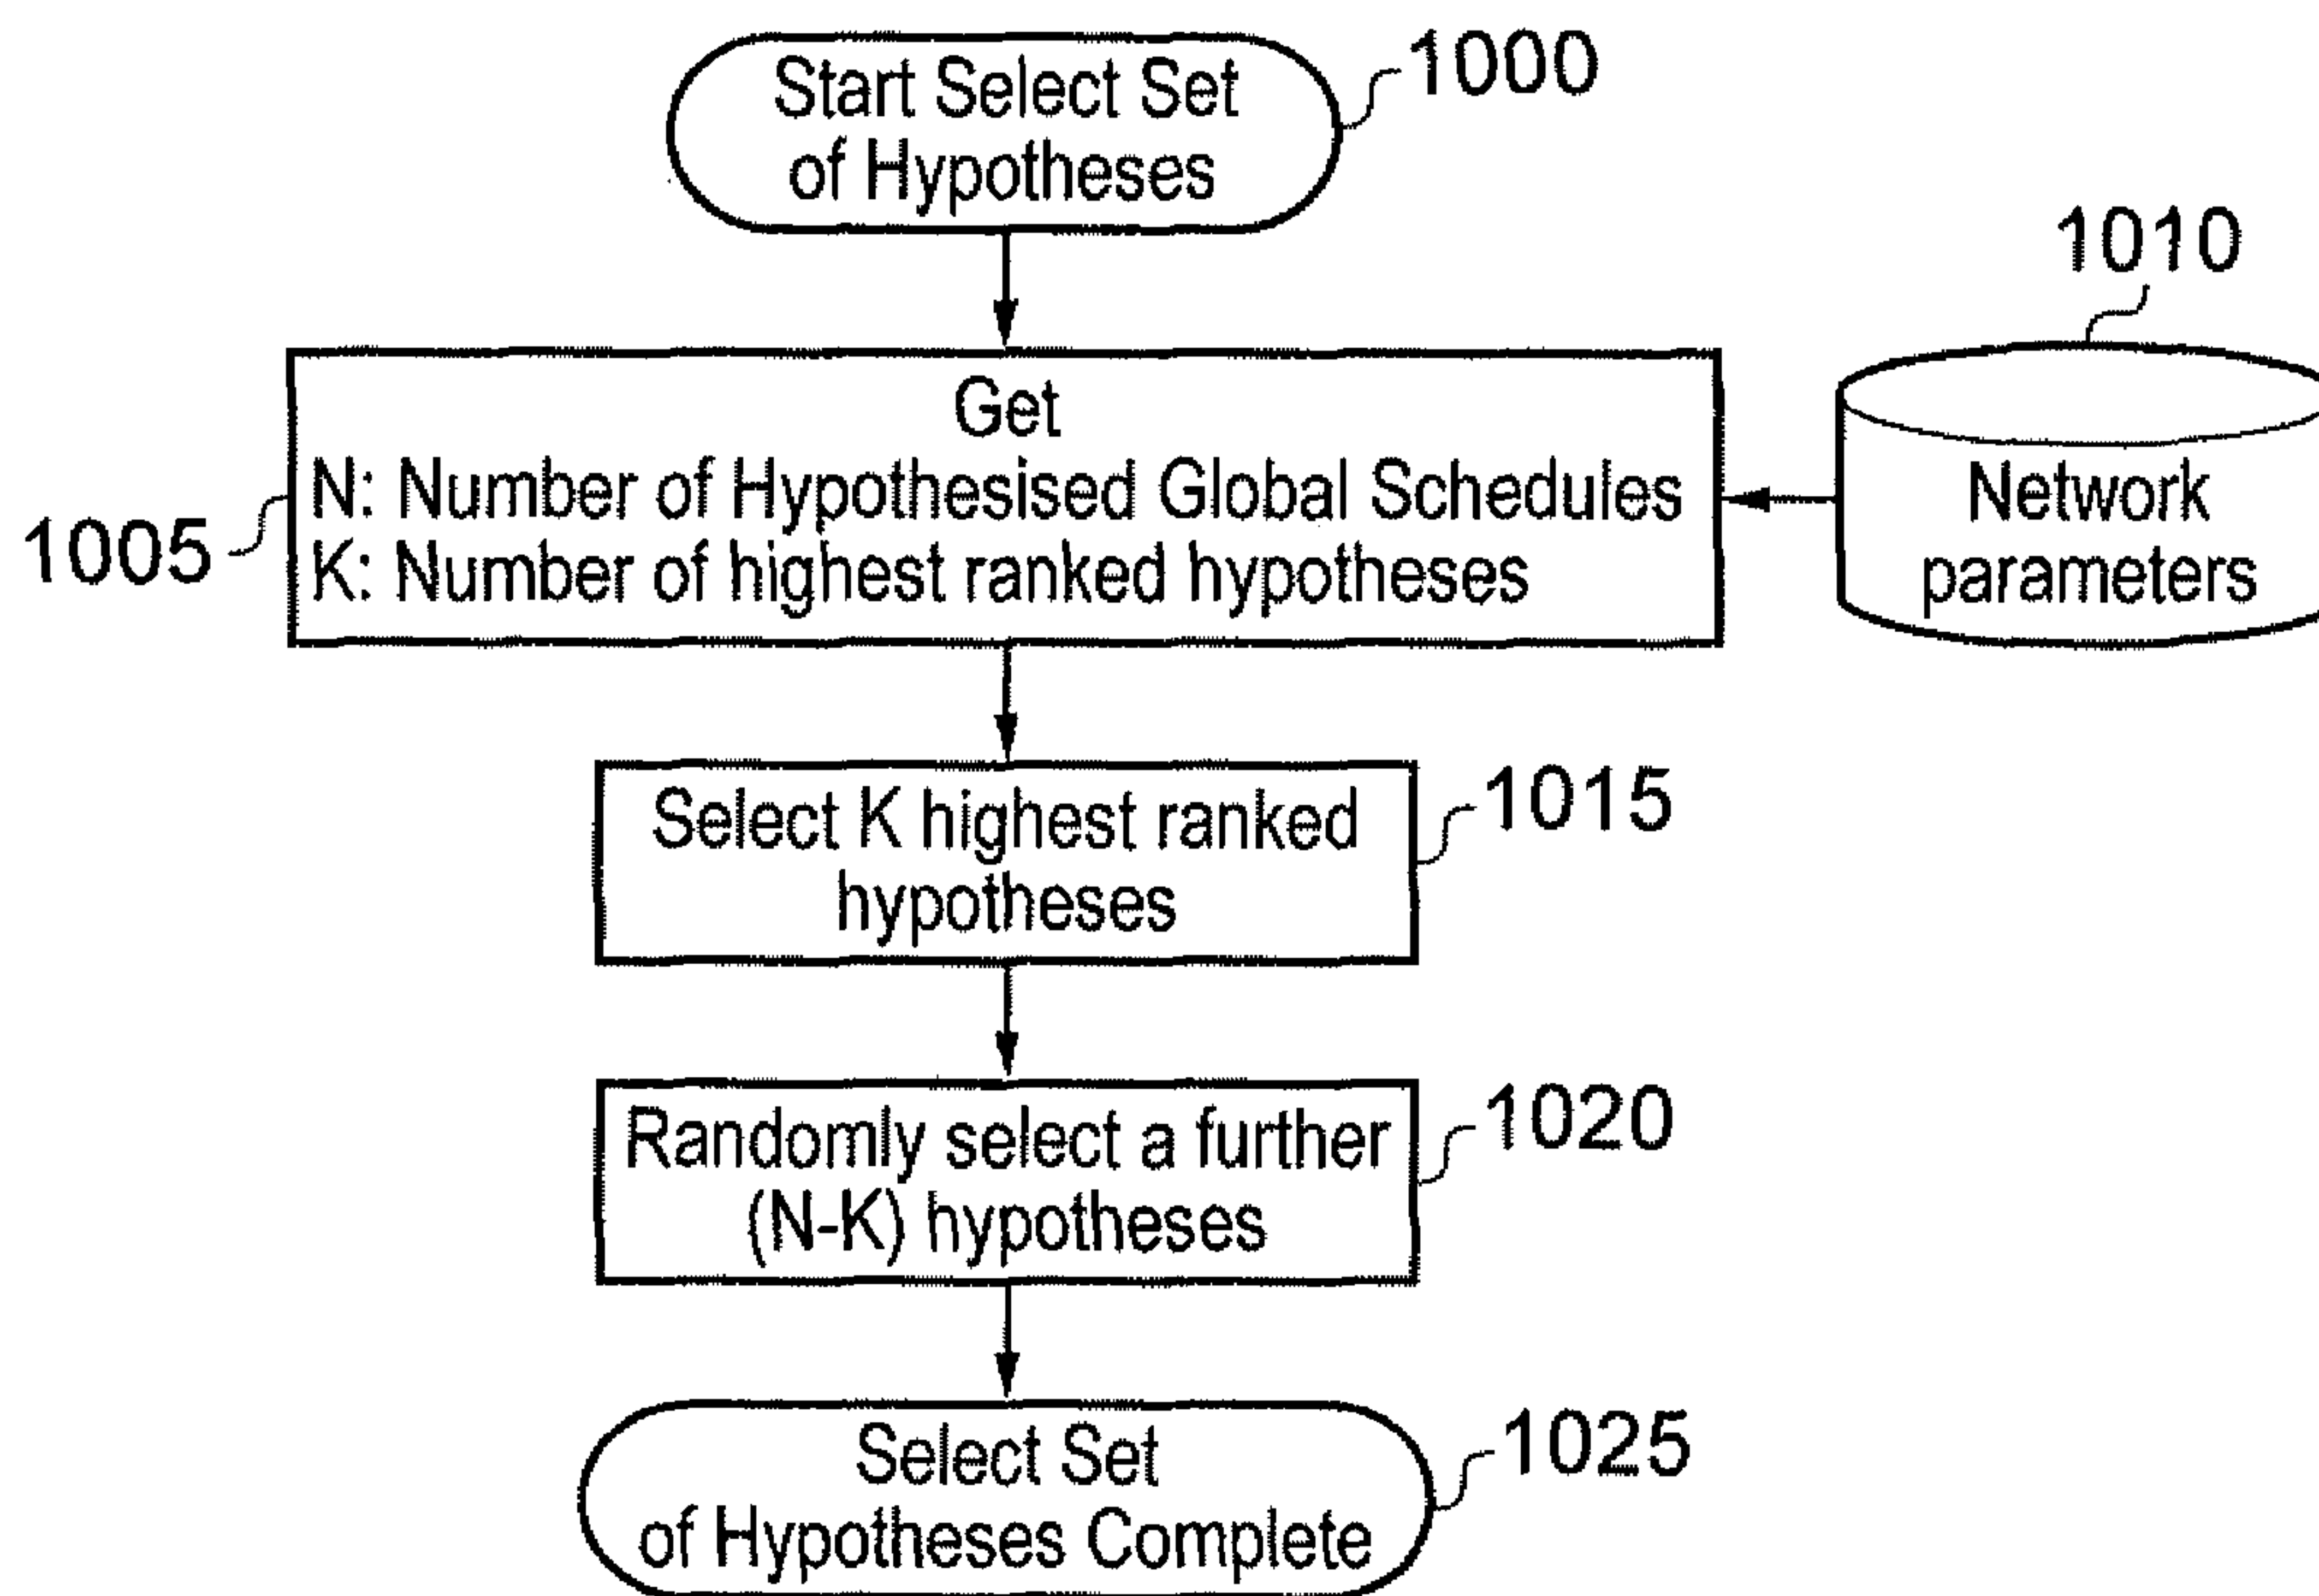 Start Select Set
of Hypotheses
1000
1010
Get
N: Number of Hypothesised Global Schedules
K: Number of highest ranked hypotheses
1005
Network
parameters
Select K highest ranked
hypotheses
1015
Randomly select a further
(N-K) hypotheses
1020
Select Set
of Hypotheses Complete
1025